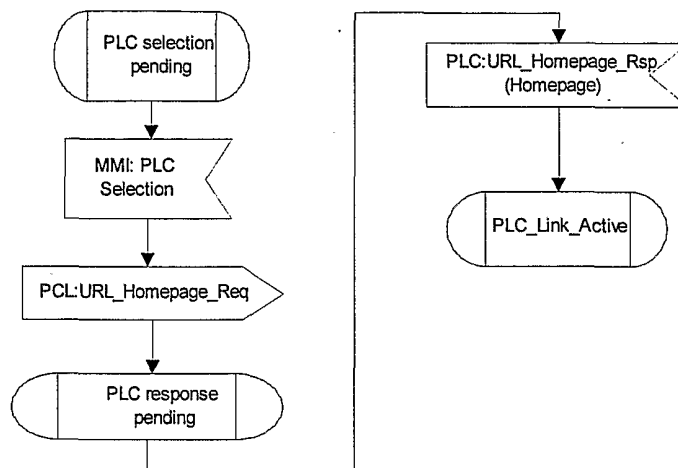 PLC selection
pending
MMI: PLC
Selection
PCL:URL_Homepage_Req
PLC response
pending
PLC:URL_Homepage_Rsp
(Homepage)
PLC_Link_Active